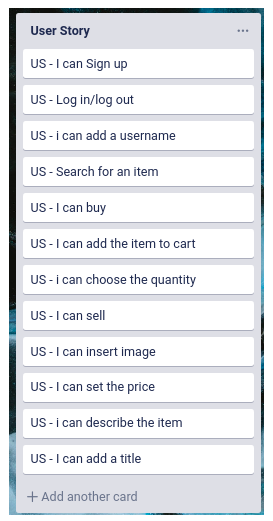 User Story
US - I can Sign up
US - Log in/log out
US - i can add a username
US - Search for an item
US - I can buy
US - I can add the item to cart
US - i can choose the quantity
US - I can sell
US - I can insert image
US - I can set the price
US - i can describe the item
US - I can add a title
+ Add another card